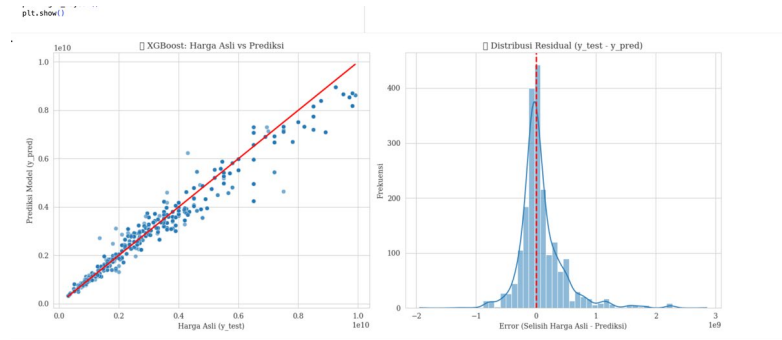 plt.show()
XGBoost: Harga Asli vs Prediksi
1e10
1.0
0.8
0.6
0.4
0.2
0.0
Prediksi Model (y_pred)
0.0 0.2 0.4 0.6 0.8 1.0
1e10
Harga Asli (y_test)
Distribusi Residual (y_test - y_pred)
400
300
200
100
0
Frekuensi
−2 −1 0 1 2 3
1e9
Error (Selisih Harga Asli - Prediksi)